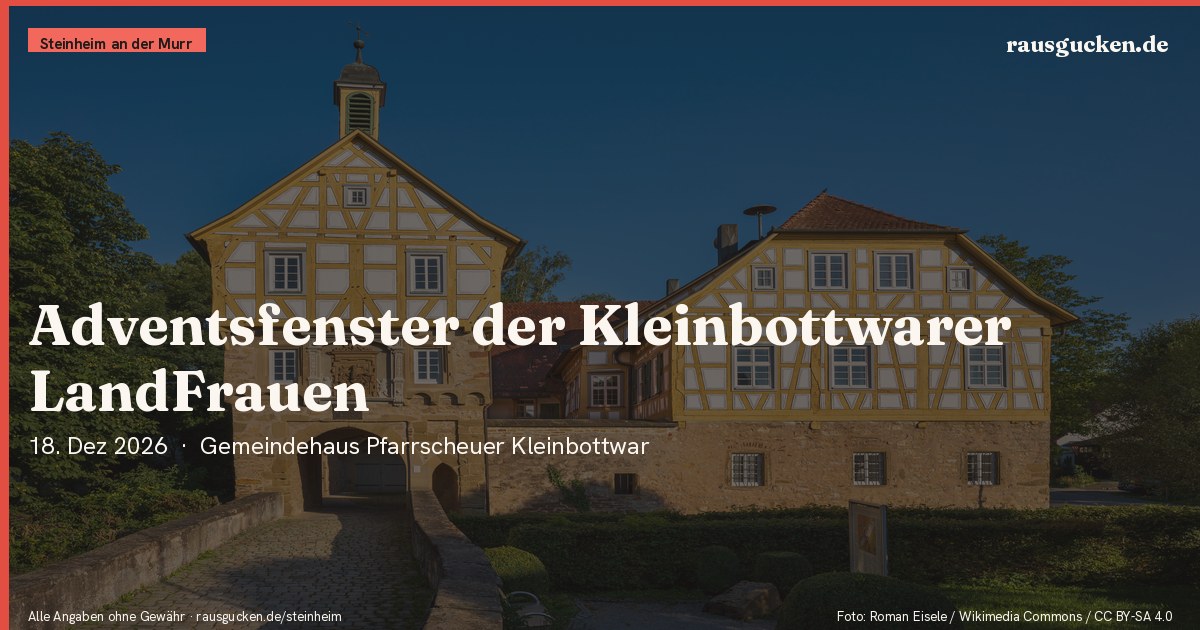 Steinheim an der Murr
rausgucken.de
Adventsfenster der Kleinbottwarer
LandFrauen
18. Dez 2026 · Gemeindehaus Pfarrscheuer Kleinbottwar
Alle Angaben ohne Gewähr · rausgucken.de/steinheim
Foto: Roman Eisele / Wikimedia Commons / CC BY-SA 4.0